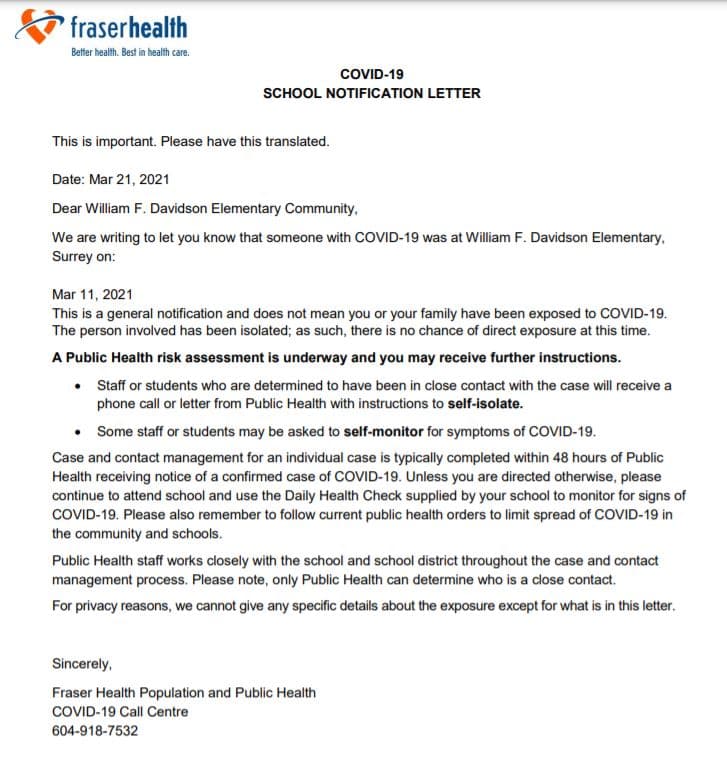 fraserhealth
Better health. Best in health care.
COVID-19
SCHOOL NOTIFICATION LETTER
This is important. Please have this translated.
Date: Mar 21, 2021
Dear William F. Davidson Elementary Community,
We are writing to let you know that someone with COVID-19 was at William F. Davidson Elementary,
Surrey on:
Mar 11, 2021
This is a general notification and does not mean you or your family have been exposed to COVID-19.
The person involved has been isolated; as such, there is no chance of direct exposure at this time.
A Public Health risk assessment is underway and you may receive further instructions.
• Staff or students who are determined to have been in close contact with the case will receive a
phone call or letter from Public Health with instructions to self-isolate.
• Some staff or students may be asked to self-monitor for symptoms of COVID-19.
Case and contact management for an individual case is typically completed within 48 hours of Public
Health receiving notice of a confirmed case of COVID-19. Unless you are directed otherwise, please
continue to attend school and use the Daily Health Check supplied by your school to monitor for signs of
COVID-19. Please also remember to follow current public health orders to limit spread of COVID-19 in
the community and schools.
Public Health staff works closely with the school and school district throughout the case and contact
management process. Please note, only Public Health can determine who is a close contact.
For privacy reasons, we cannot give any specific details about the exposure except for what is in this letter.
Sincerely,
Fraser Health Population and Public Health
COVID-19 Call Centre
604-918-7532